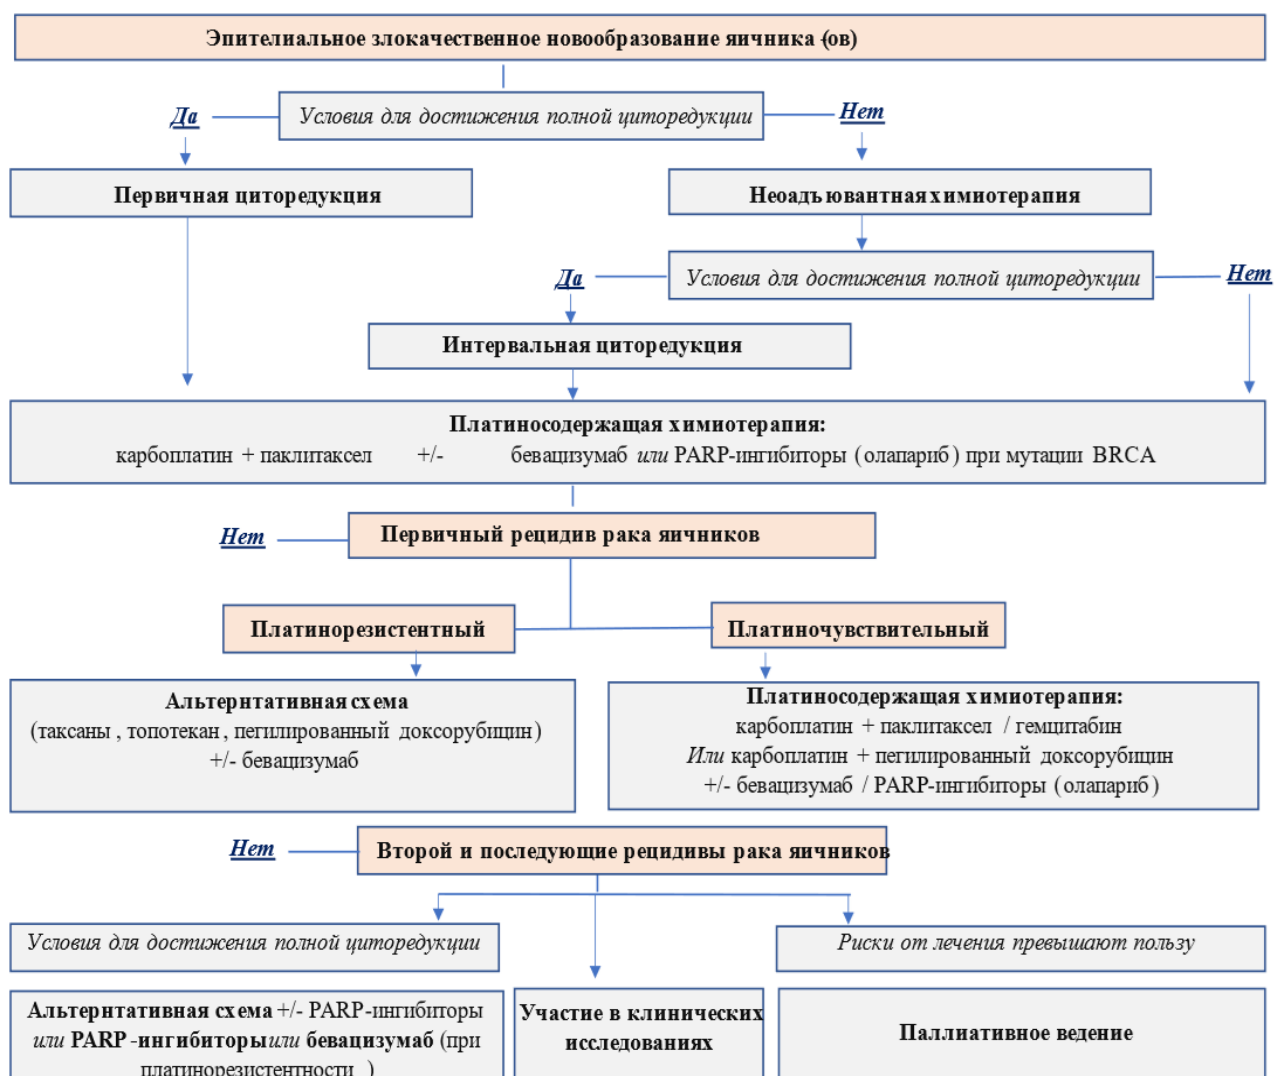 Эпителиальное злокачественное новообразование яичника (ов)
Да
Условия для достижения полной циторедукции
Нет
Первичная циторедукция
Неоадъювантная химиотерапия
Да
Условия для достижения полной циторедукции
Нет
Интервальная циторедукция
Платиносодержащая химиотерапия:
карбоплатин + паклитаксел +/- бевацизумаб или PARP-ингибиторы (олапариб) при мутации BRCA
Нет
Первичный рецидив рака яичников
Платинорезистентный
Платиночувствительный
Альтерntативная схема
(таксаны, топотекан, пегилированный доксорубицин)
+/- бевацизумаб
Платиносодержащая химиотерапия:
карбоплатин + паклитаксел / гемцитабин
Или карбоплатин + пегилированный доксорубицин
+/- бевацизумаб / PARP-ингибиторы (олапариб)
Нет
Второй и последующие рецидивы рака яичников
Условия для достижения полной циторедукции
Риски от лечения превышают пользу
Альтернтативная схема +/- PARP-ингибиторы
или PARP-ингибиторы или бевацизумаб (при
платинорезистентности )
Участие в клинических
исследованиях
Паллиативное ведение